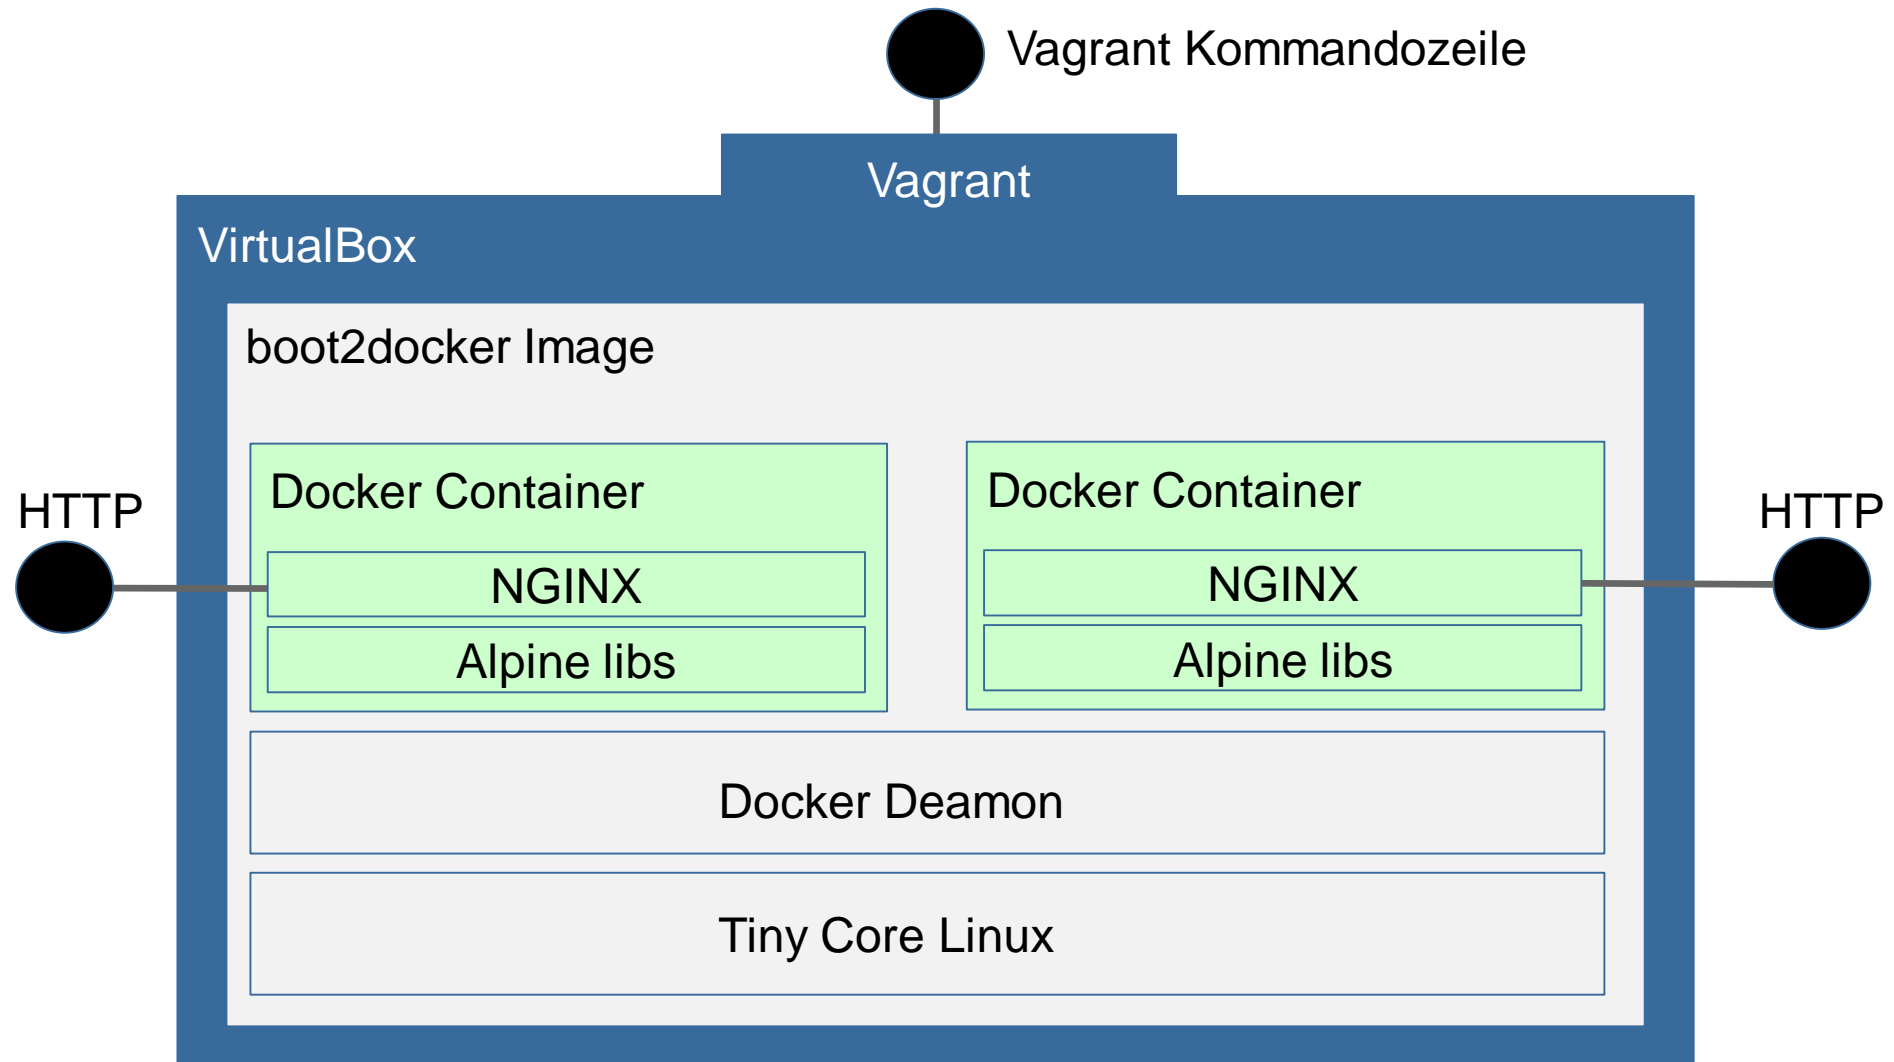 Vagrant Kommandozeile
Vagrant
VirtualBox
boot2docker Image
HTTP
Docker Container
NGINX
Alpine libs
Docker Container
NGINX
Alpine libs
HTTP
Docker Deamon
Tiny Core Linux